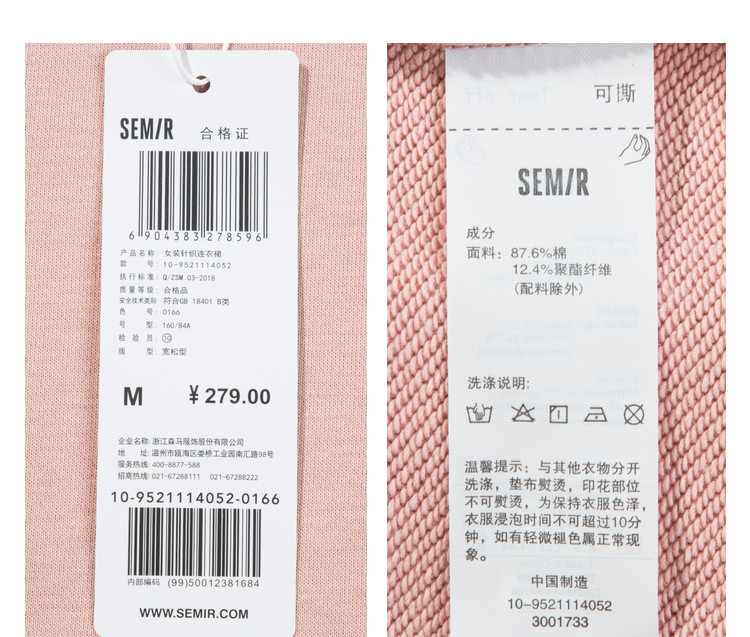 SEMIR 合格证
6 904383 278596
产品名称: 女装针织连衣裙
款 号: 10-9521114052
执行标准: Q/ZSM 03-2018
质量等级: 合格品
安全技术类别: 符合GB 18401 B类
色 号: 0166
号 型: 160/84A
检 验 员: ⑩
版 型: 宽松型
M ¥279.00
企业名称: 浙江森马服饰股份有限公司
地 址: 温州市瓯海区娄桥工业园南汇路98号
服务热线: 400-8877-588
招商热线: 021-67288111 021-67288222
10-9521114052-0166
内部编码 (99)50012381684
WWW.SEMIR.COM
可撕
SEMIR
成分
面料: 87.6%棉
12.4%聚酯纤维
(配料除外)
洗涤说明:
温馨提示: 与其他衣物分开
洗涤, 垫布熨烫, 印花部位
不可熨烫, 为保持衣服色泽,
衣服浸泡时间不可超过10分
钟, 如有轻微褪色属正常现
象。
中国制造
10-9521114052
3001733